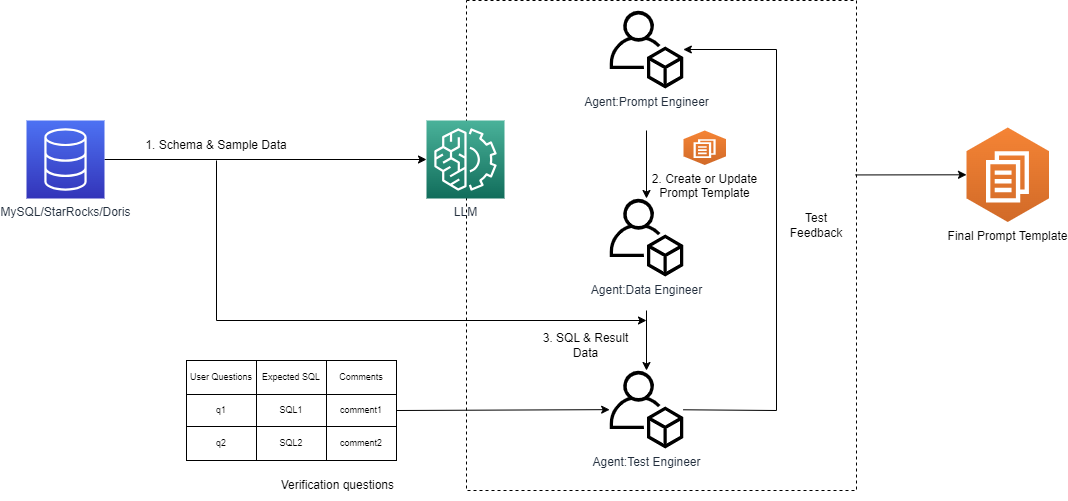 Agent:Prompt Engineer
1. Schema & Sample Data
MySQL/StarRocks/Doris
LLM
2. Create or Update
Prompt Template
Test
Feedback
Final Prompt Template
Agent:Data Engineer
3. SQL & Result
Data
User Questions Expected SQL Comments
q1 SQL1 comment1
q2 SQL2 comment2
Agent:Test Engineer
Verification questions